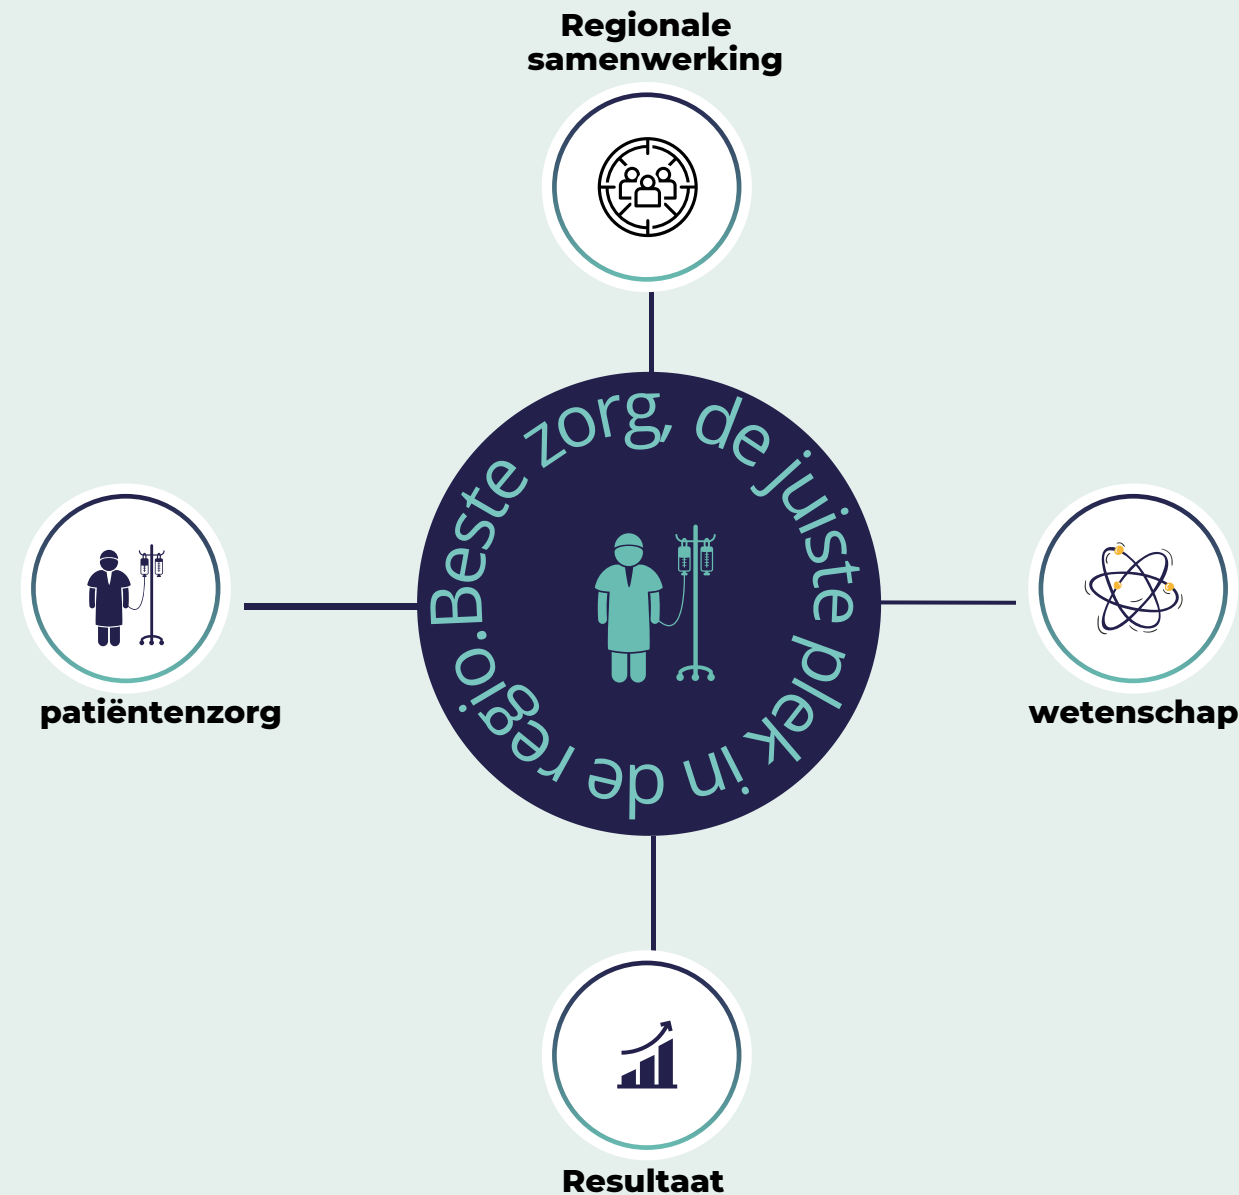 Regionale
samenwerking
Beste zorg, de juiste plek in de regio.
patiëntenzorg
wetenschap
Resultaat